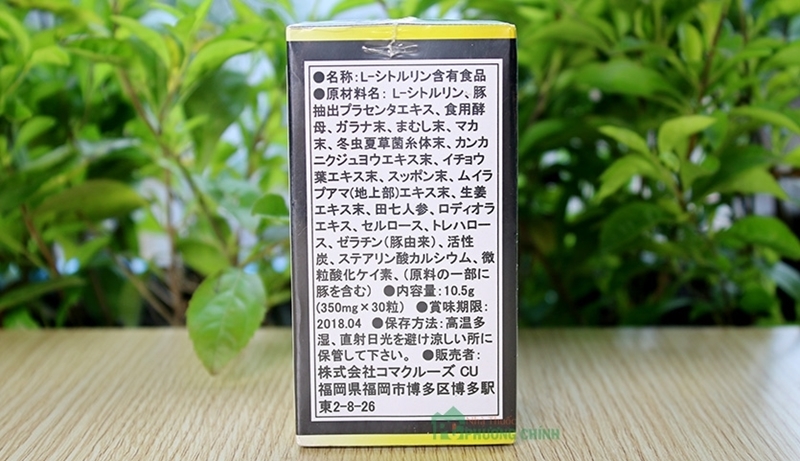 ●名称:L-シトルリン含有食品
●原材料名: L-シトルリン、豚
抽出プラセンタエキス、食用酵
母、ガラナ末、まむし末、マカ
末、冬虫夏草菌糸体末、カンカ
ニクジュヨウエキス末、イチョウ
葉エキス末、スッポン末、ムイラ
プアマ(地上部)エキス末、生姜
エキス末、田七人参、ロディオラ
エキス、セルロース、トレハロー
ス、ゼラチン(豚由来)、活性
炭、ステアリン酸カルシウム、微
粒酸化ケイ素、(原料の一部に
豚を含む) ●内容量:10.5g
(350mg×30粒) ●賞味期限:
2018.04 ●保存方法:高温多
湿、直射日光を避け涼しい所に
保管して下さい。 ●販売者:
株式会社コマクルーズ CU
福岡県福岡市博多区博多駅
東2-8-26
Nhà Thuốc
PHƯƠNG CHINH